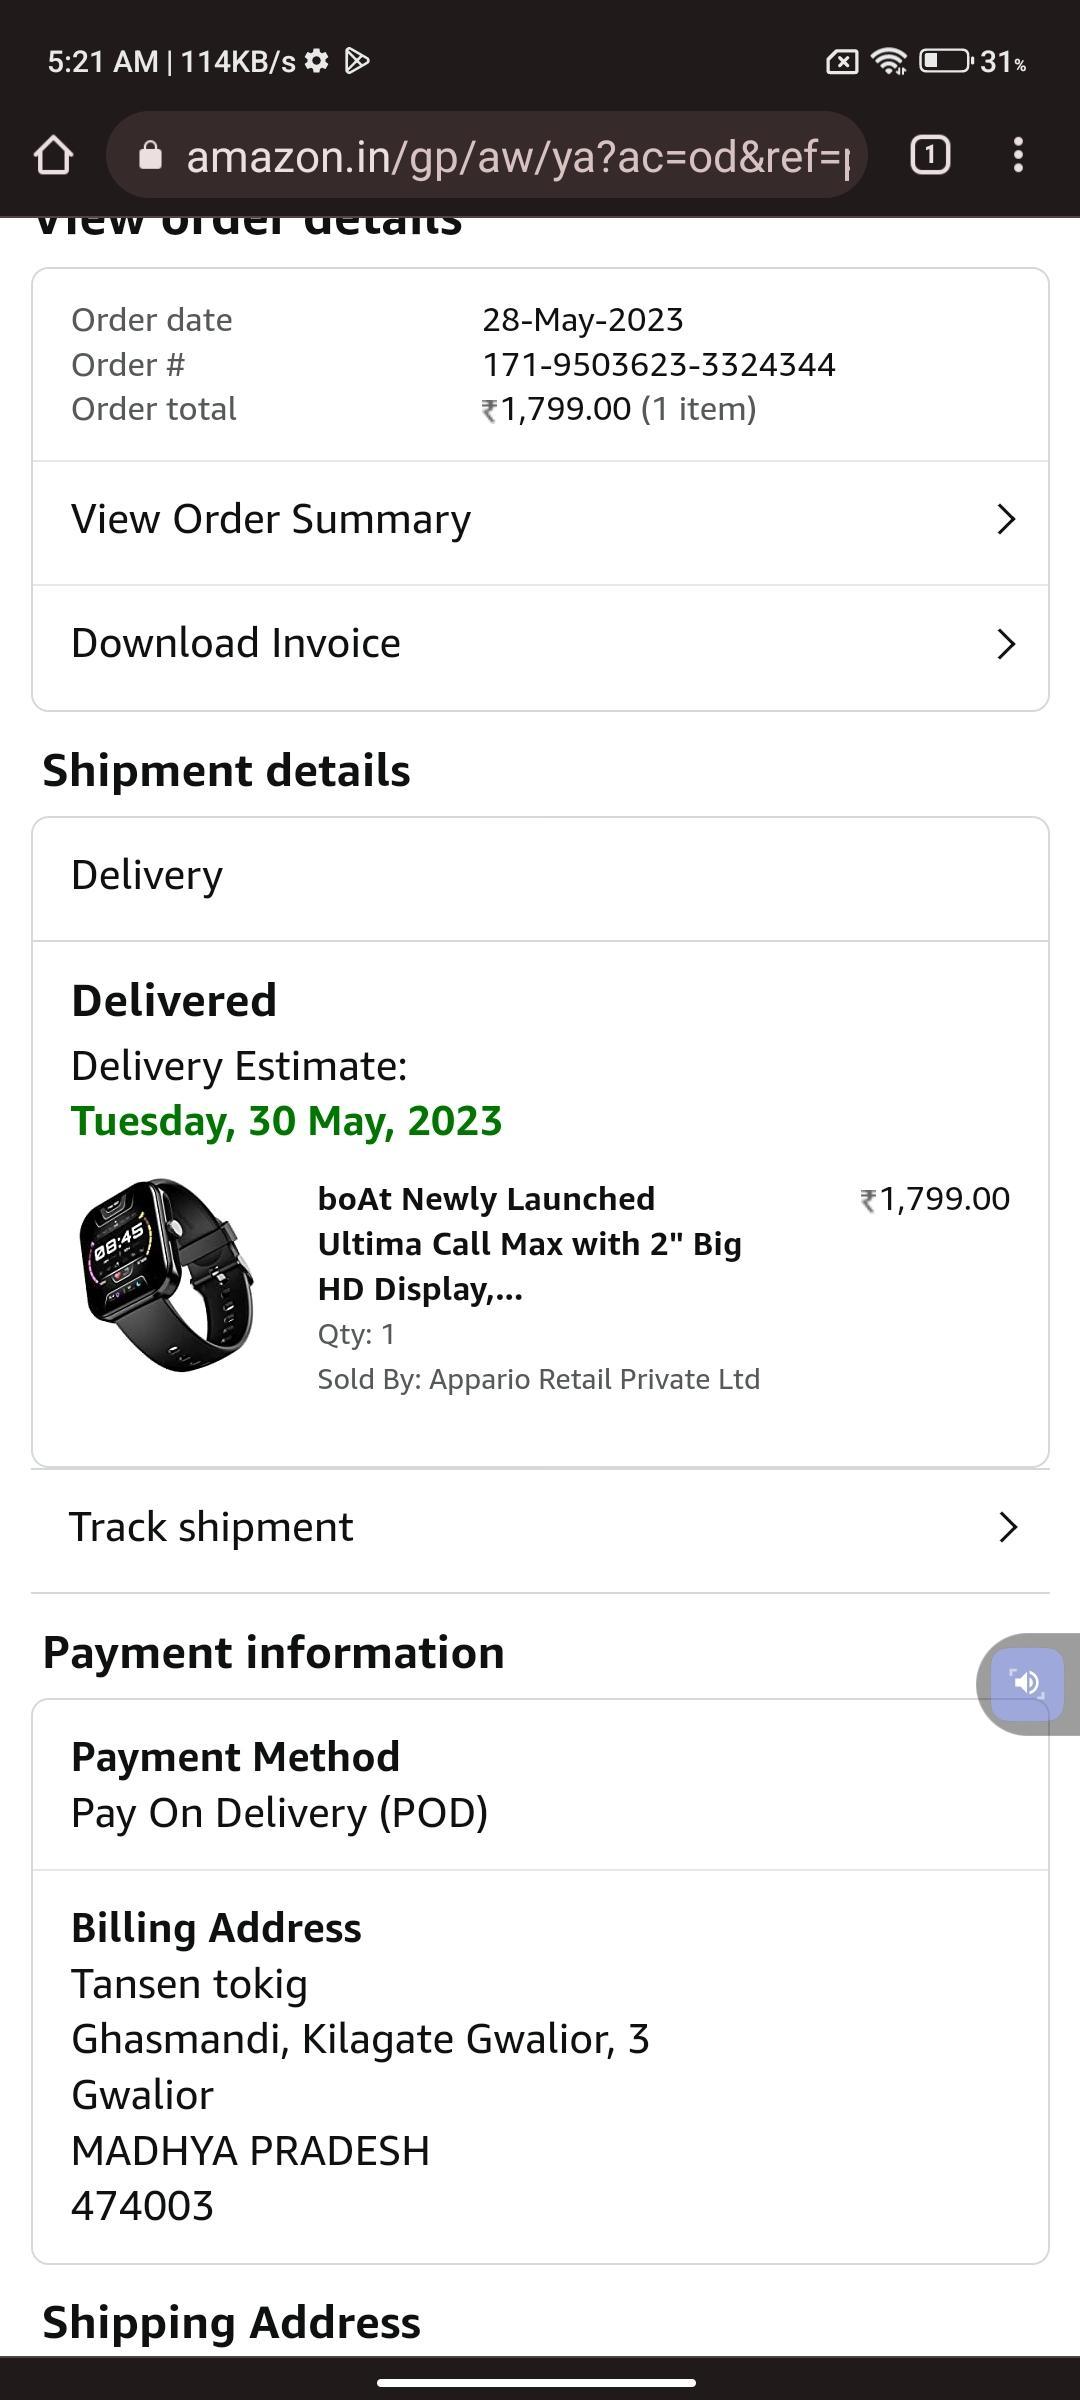 5:21 AM | 114KB/s
31%
amazon.in/gp/aw/ya?ac=od&ref=
1
View order details
Order date 28-May-2023
Order # 171-9503623-3324344
Order total ₹1,799.00 (1 item)
View Order Summary
Download Invoice
Shipment details
Delivery
Delivered
Delivery Estimate:
Tuesday, 30 May, 2023
08:45
boAt Newly Launched ₹1,799.00
Ultima Call Max with 2" Big
HD Display,...
Qty: 1
Sold By: Appario Retail Private Ltd
Track shipment
Payment information
Payment Method
Pay On Delivery (POD)
Billing Address
Tansen tokig
Ghasmandi, Kilagate Gwalior, 3
Gwalior
MADHYA PRADESH
474003
Shipping Address